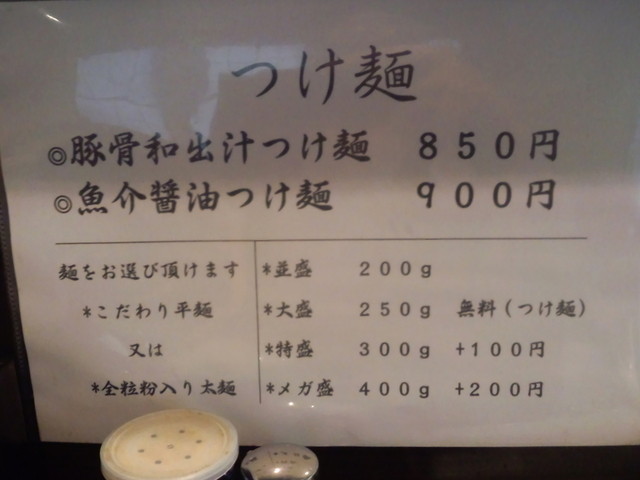 つけ麺
◎豚骨和出汁つけ麺 850円
◎魚介醤油つけ麺 900円
麺をお選び頂けます
*こだわり平麺
又は
*全粒粉入り太麺
*並盛 200g
*大盛 250g 無料(つけ麺)
*特盛 300g +100円
*メガ盛 400g +200円